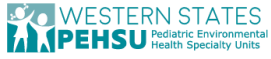 WESTERN STATES
PEHSU Pediatric Environmental
Health Specialty Units